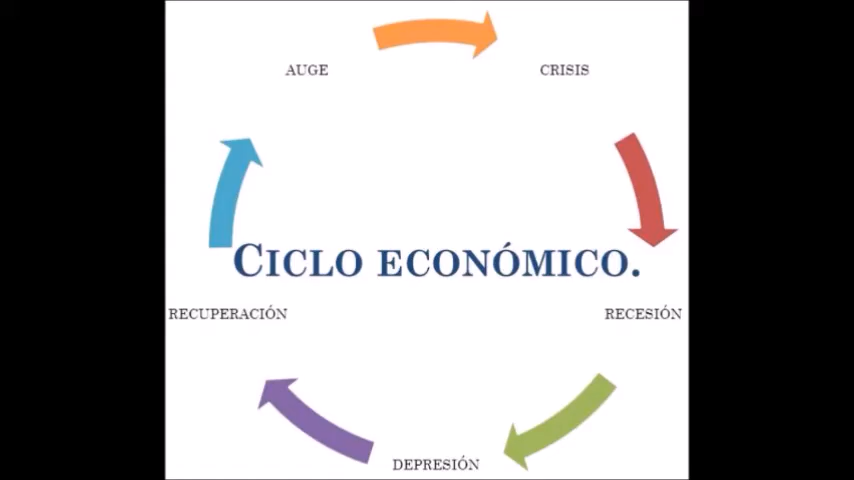 AUGE
CRISIS
CICLO ECONÓMICO.
RECUPERACIÓN
RECESIÓN
DEPRESIÓN